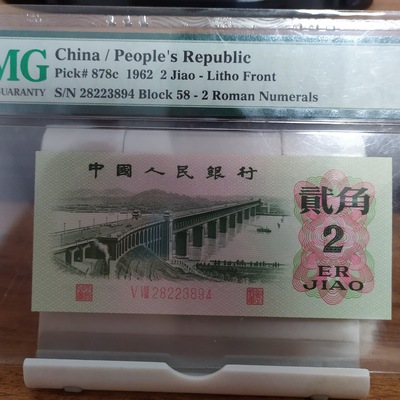 MG
GUARANTY
China / People's Republic
Pick# 878c 1962 2 Jiao - Litho Front
S/N 28223894 Block 58 - 2 Roman Numerals
中國人民銀行
貳角
2
ER
JIAO
V VIII 28223894